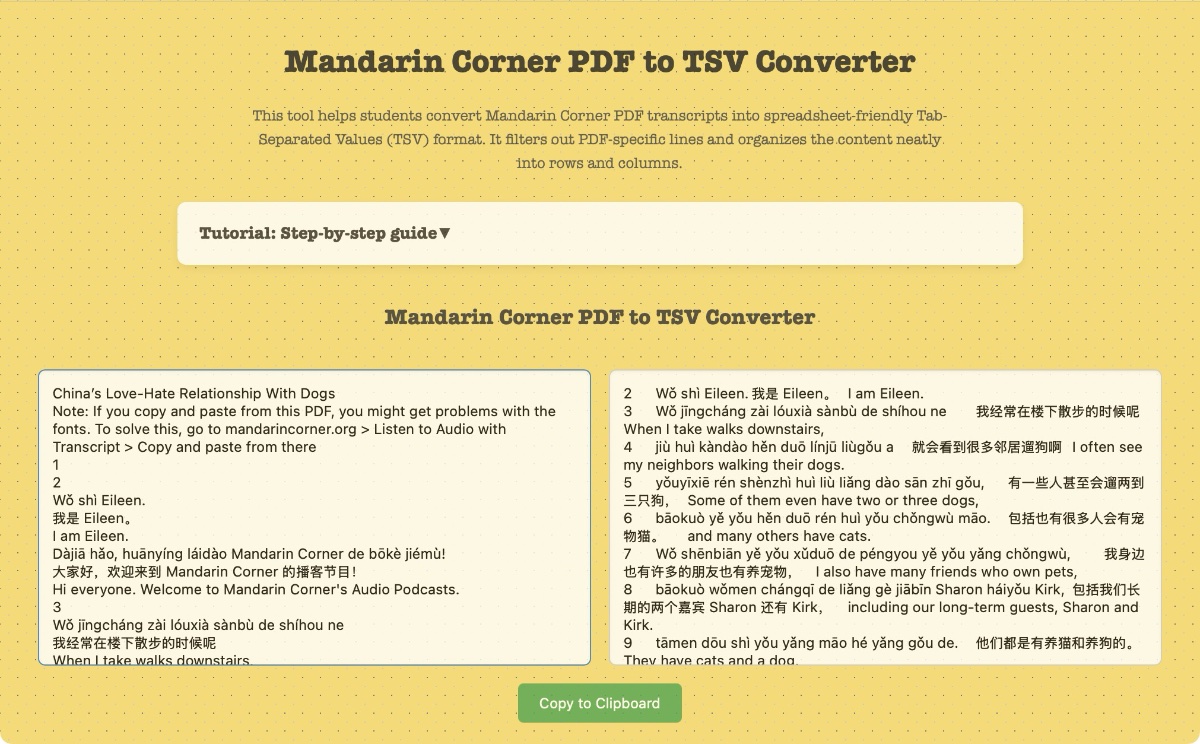 Mandarin Corner PDF to TSV Converter
This tool helps students convert Mandarin Corner PDF transcripts into spreadsheet-friendly Tab-
Separated Values (TSV) format. It filters out PDF-specific lines and organizes the content neatly
into rows and columns.
Tutorial: Step-by-step guide▼
Mandarin Corner PDF to TSV Converter
China's Love-Hate Relationship With Dogs
Note: If you copy and paste from this PDF, you might get problems with the
fonts. To solve this, go to mandarincorner.org > Listen to Audio with
Transcript > Copy and paste from there
1
2
Wǒ shì Eileen.
我是 Eileen。
I am Eileen.
Dàjiā hǎo, huānyíng láidào Mandarin Corner de bōkè jiémù!
大家好，欢迎来到 Mandarin Corner 的播客节目！
Hi everyone. Welcome to Mandarin Corner's Audio Podcasts.
3
Wǒ jīngcháng zài lóuxià sànbù de shíhou ne
我经常在楼下散步的时候呢
When I take walks downstairs,
2 Wǒ shì Eileen. 我是 Eileen。 I am Eileen.
3 Wǒ jīngcháng zài lóuxià sànbù de shíhou ne 我经常在楼下散步的时候呢
When I take walks downstairs,
4 jiù huì kàndào hěn duō línjū liùgǒu a 就会看到很多邻居遛狗啊 I often see
my neighbors walking their dogs.
5 yǒuyīxiē rén shènzhì huì liù liǎng dào sān zhī gǒu, 有一些人甚至会遛两到
三只狗， Some of them even have two or three dogs,
6 bāokuò yě yǒu hěn duō rén huì yǒu chǒngwù māo. 包括也有很多人会有宠
物猫。 and many others have cats.
7 Wǒ shēnbiān yě yǒu xǔduō de péngyou yě yǒu yǎng chǒngwù, 我身边
也有许多的朋友也有养宠物， I also have many friends who own pets,
8 bāokuò wǒmen chángqī de liǎng gè jiābīn Sharon háiyǒu Kirk, 包括我们长
期的两个嘉宾 Sharon 还有 Kirk， including our long-term guests, Sharon and
Kirk.
9 tāmen dōu shì yǒu yǎng māo hé yǎng gǒu de. 他们都是有养猫和养狗的。
They have cats and a dog.
Copy to Clipboard